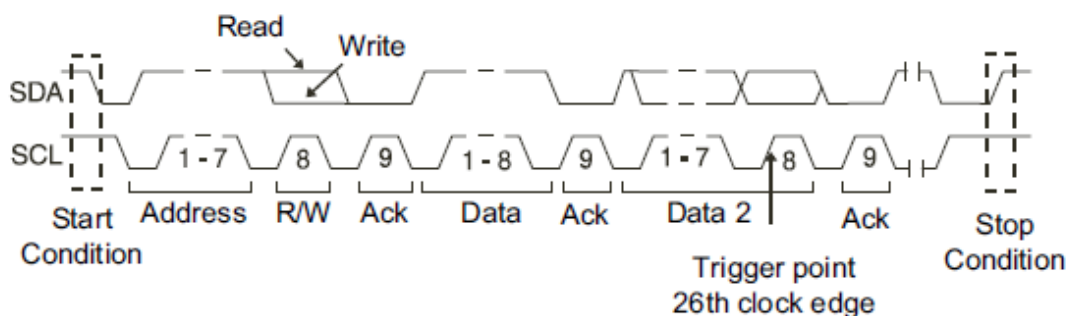 Read
Write
SDA
SCL
1 - 7
8
9
1 - 8
9
1 - 7
8
9
Start
Condition
Address
R/W
Ack
Data
Ack
Data 2
Ack
Stop
Condition
Trigger point
26th clock edge